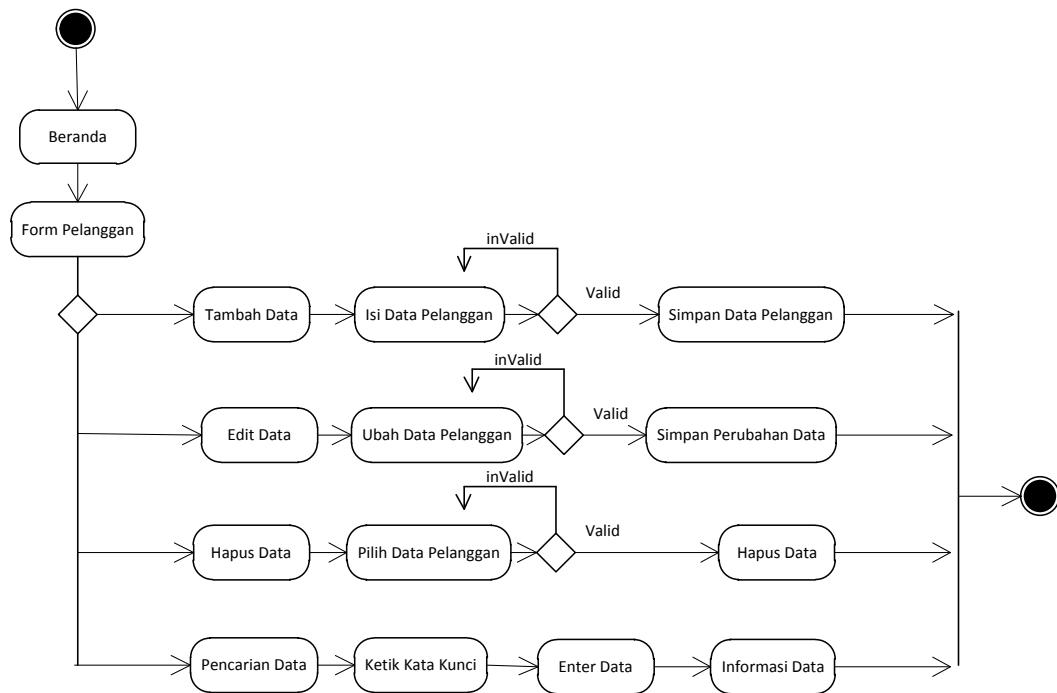 Beranda
Form Pelanggan
inValid
Tambah Data
Isi Data Pelanggan
Valid
Simpan Data Pelanggan
inValid
Edit Data
Ubah Data Pelanggan
Valid
Simpan Perubahan Data
inValid
Hapus Data
Pilih Data Pelanggan
Valid
Hapus Data
Pencarian Data
Ketik Kata Kunci
Enter Data
Informasi Data